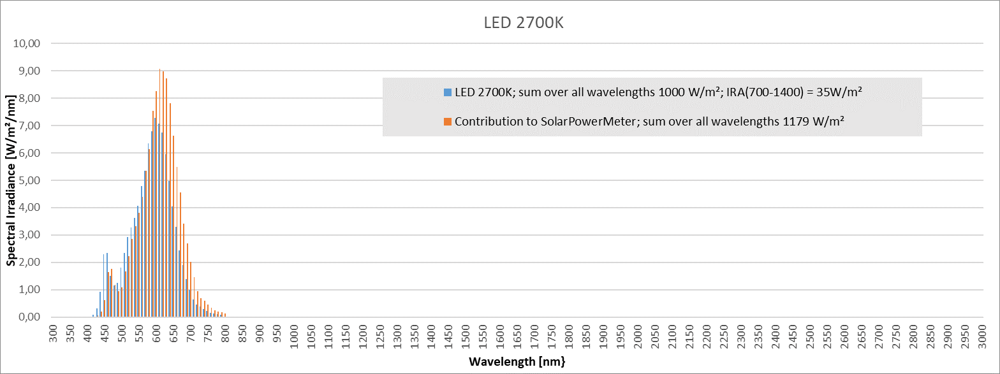 LED 2700K
10,00
9,00
8,00
7,00
6,00
5,00
4,00
3,00
2,00
1,00
0,00
Spectral Irradiance [W/m²/nm]
LED 2700K; sum over all wavelengths 1000 W/m²; IRA(700-1400) = 35W/m²
Contribution to SolarPowerMeter; sum over all wavelengths 1179 W/m²
300 350 400 450 500 550 600 650 700 750 800 850 900 950 1000 1050 1100 1150 1200 1250 1300 1350 1400 1450 1500 1550 1600 1650 1700 1750 1800 1850 1900 1950 2000 2050 2100 2150 2200 2250 2300 2350 2400 2450 2500 2550 2600 2650 2700 2750 2800 2850 2900 2950 3000
Wavelength [nm}